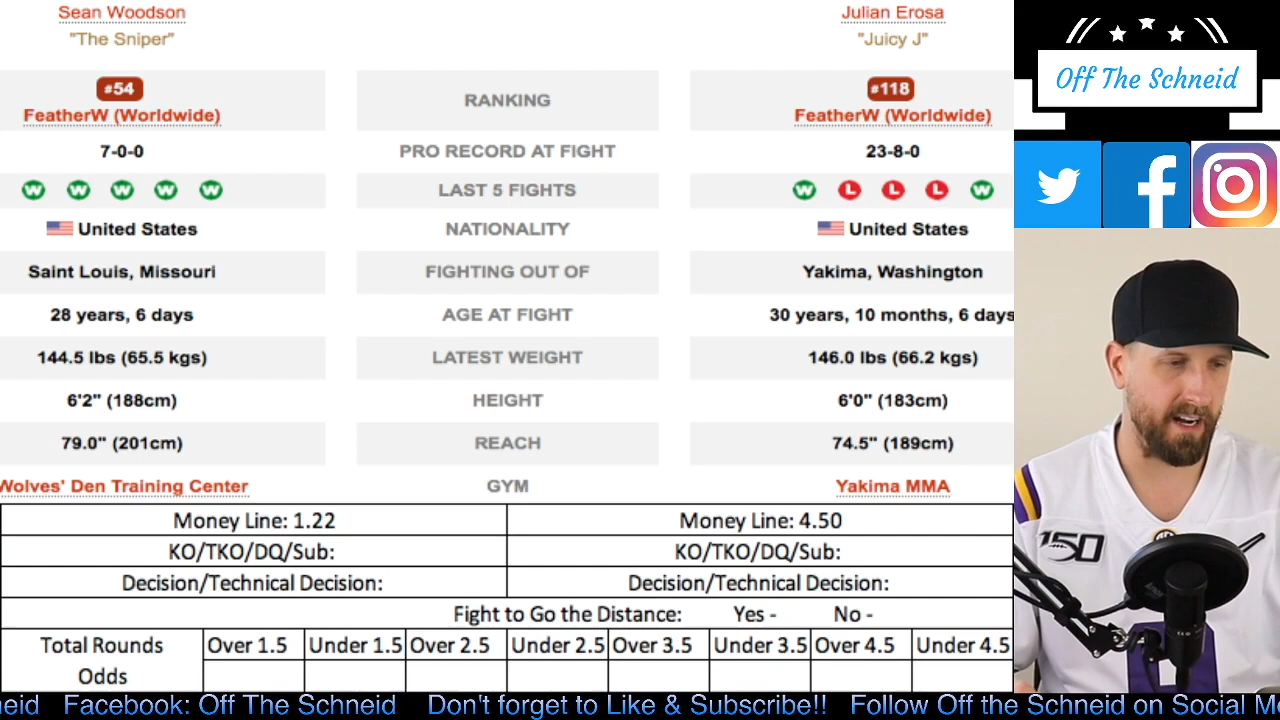 Sean Woodson Julian Erosa
"The Sniper" "Juicy J"
#54 #118
FeatherW (Worldwide) RANKING FeatherW (Worldwide)
7-0-0 PRO RECORD AT FIGHT 23-8-0
W W W W W LAST 5 FIGHTS W L L L W
United States NATIONALITY United States
Saint Louis, Missouri FIGHTING OUT OF Yakima, Washington
28 years, 6 days AGE AT FIGHT 30 years, 10 months, 6 days
144.5 lbs (65.5 kgs) LATEST WEIGHT 146.0 lbs (66.2 kgs)
6'2" (188cm) HEIGHT 6'0" (183cm)
79.0" (201cm) REACH 74.5" (189cm)
Wolves' Den Training Center GYM Yakima MMA
Money Line: 1.22 Money Line: 4.50
KO/TKO/DQ/Sub: KO/TKO/DQ/Sub:
Decision/Technical Decision: Decision/Technical Decision:
Fight to Go the Distance: Yes - No -
Total Rounds Over 1.5 Under 1.5 Over 2.5 Under 2.5 Over 3.5 Under 3.5 Over 4.5 Under 4.5
Odds
Off The Schneid
150
neid Facebook: Off The Schneid Don't forget to Like & Subscribe!! Follow Off the Schneid on Social Me